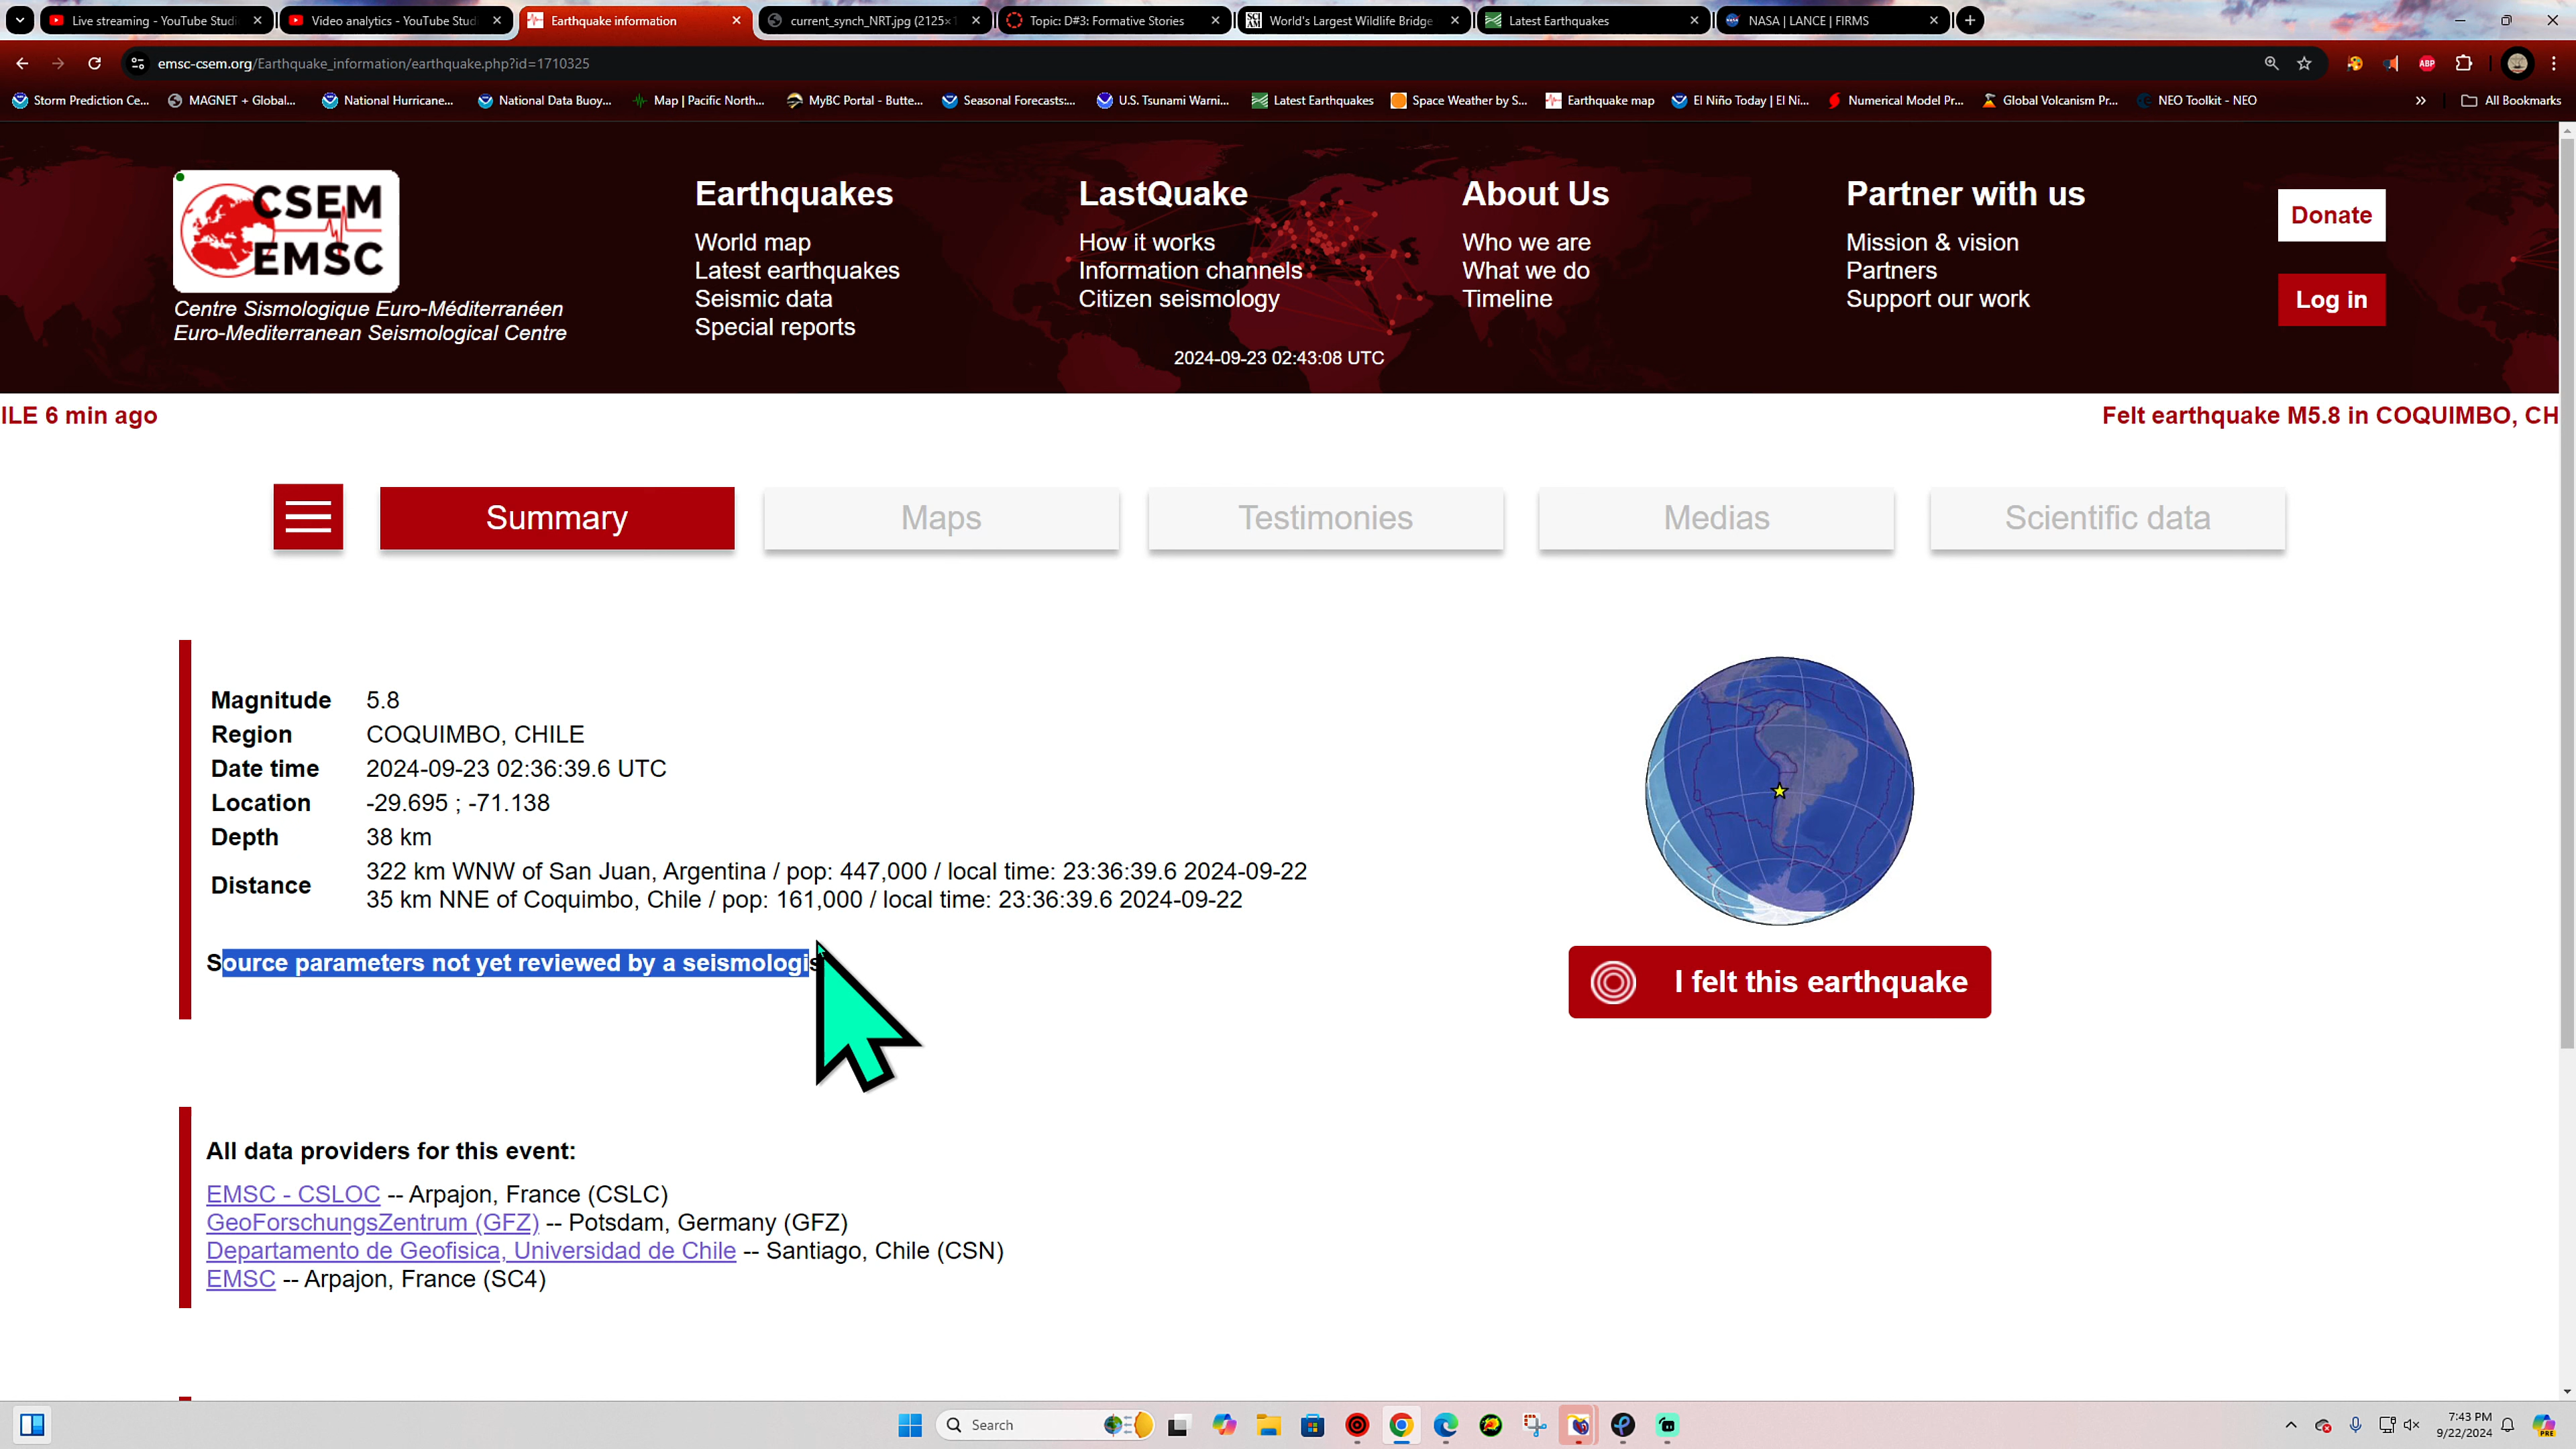 Live streaming - YouTube Studi
Video analytics - YouTube Stud
Earthquake information
current_synch_NRT.jpg (2125×1
Topic: D#3: Formative Stories
World's Largest Wildlife Bridge
Latest Earthquakes
NASA | LANCE | FIRMS
emsc-csem.org/Earthquake_information/earthquake.php?id=1710325
ABP
Storm Prediction Ce...
MAGNET + Global...
National Hurricane...
National Data Buoy...
Map | Pacific North...
MyBC Portal - Butte...
Seasonal Forecasts:...
U.S. Tsunami Warni...
Latest Earthquakes
Space Weather by S...
Earthquake map
El Niño Today | El Ni...
Numerical Model Pr...
Global Volcanism Pr...
NEO Toolkit - NEO
All Bookmarks
CSEM
EMSC
Centre Sismologique Euro-Méditerranéen
Euro-Mediterranean Seismological Centre
Earthquakes
World map
Latest earthquakes
Seismic data
Special reports
LastQuake
How it works
Information channels
Citizen seismology
About Us
Who we are
What we do
Timeline
Partner with us
Mission & vision
Partners
Support our work
Donate
Log in
2024-09-23 02:43:08 UTC
ILE 6 min ago
Felt earthquake M5.8 in COQUIMBO, CH
Summary
Maps
Testimonies
Medias
Scientific data
Magnitude 5.8
Region COQUIMBO, CHILE
Date time 2024-09-23 02:36:39.6 UTC
Location -29.695 ; -71.138
Depth 38 km
Distance 322 km WNW of San Juan, Argentina / pop: 447,000 / local time: 23:36:39.6 2024-09-22
35 km NNE of Coquimbo, Chile / pop: 161,000 / local time: 23:36:39.6 2024-09-22
Source parameters not yet reviewed by a seismologis
I felt this earthquake
All data providers for this event:
EMSC - CSLOC -- Arpajon, France (CSLC)
GeoForschungsZentrum (GFZ) -- Potsdam, Germany (GFZ)
Departamento de Geofisica, Universidad de Chile -- Santiago, Chile (CSN)
EMSC -- Arpajon, France (SC4)
Search
7:43 PM
9/22/2024
PRE